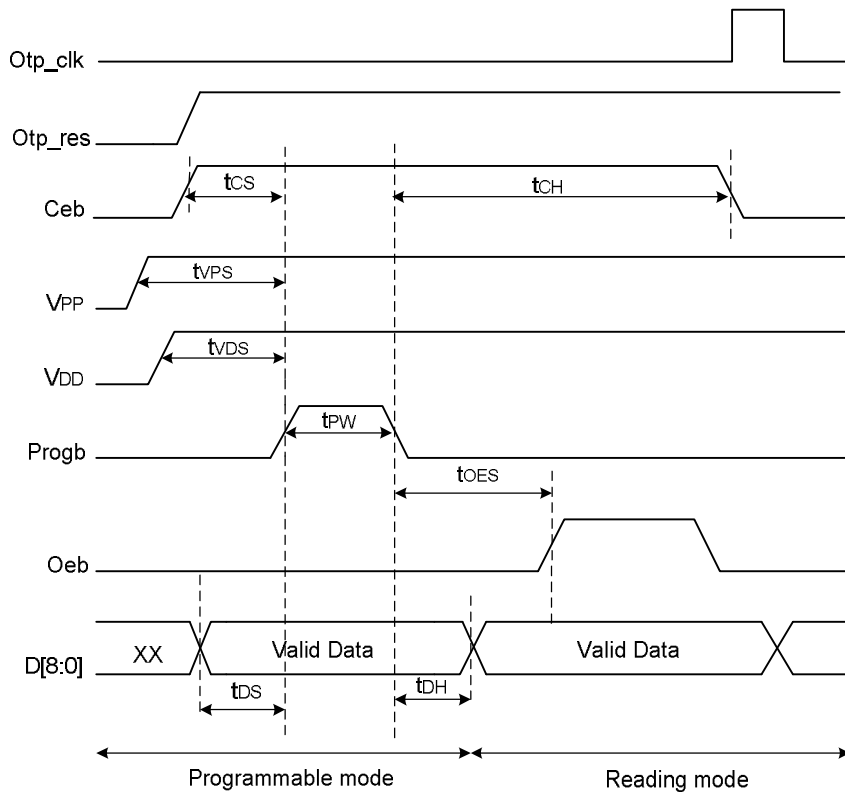 Otp_clk
Otp_res
Ceb
tCS
tCH
VPP
tVPS
VDD
tVDS
Progb
tPW
tOES
Oeb
D[8:0]
XX
Valid Data
Valid Data
tDS
tDH
Programmable mode
Reading mode